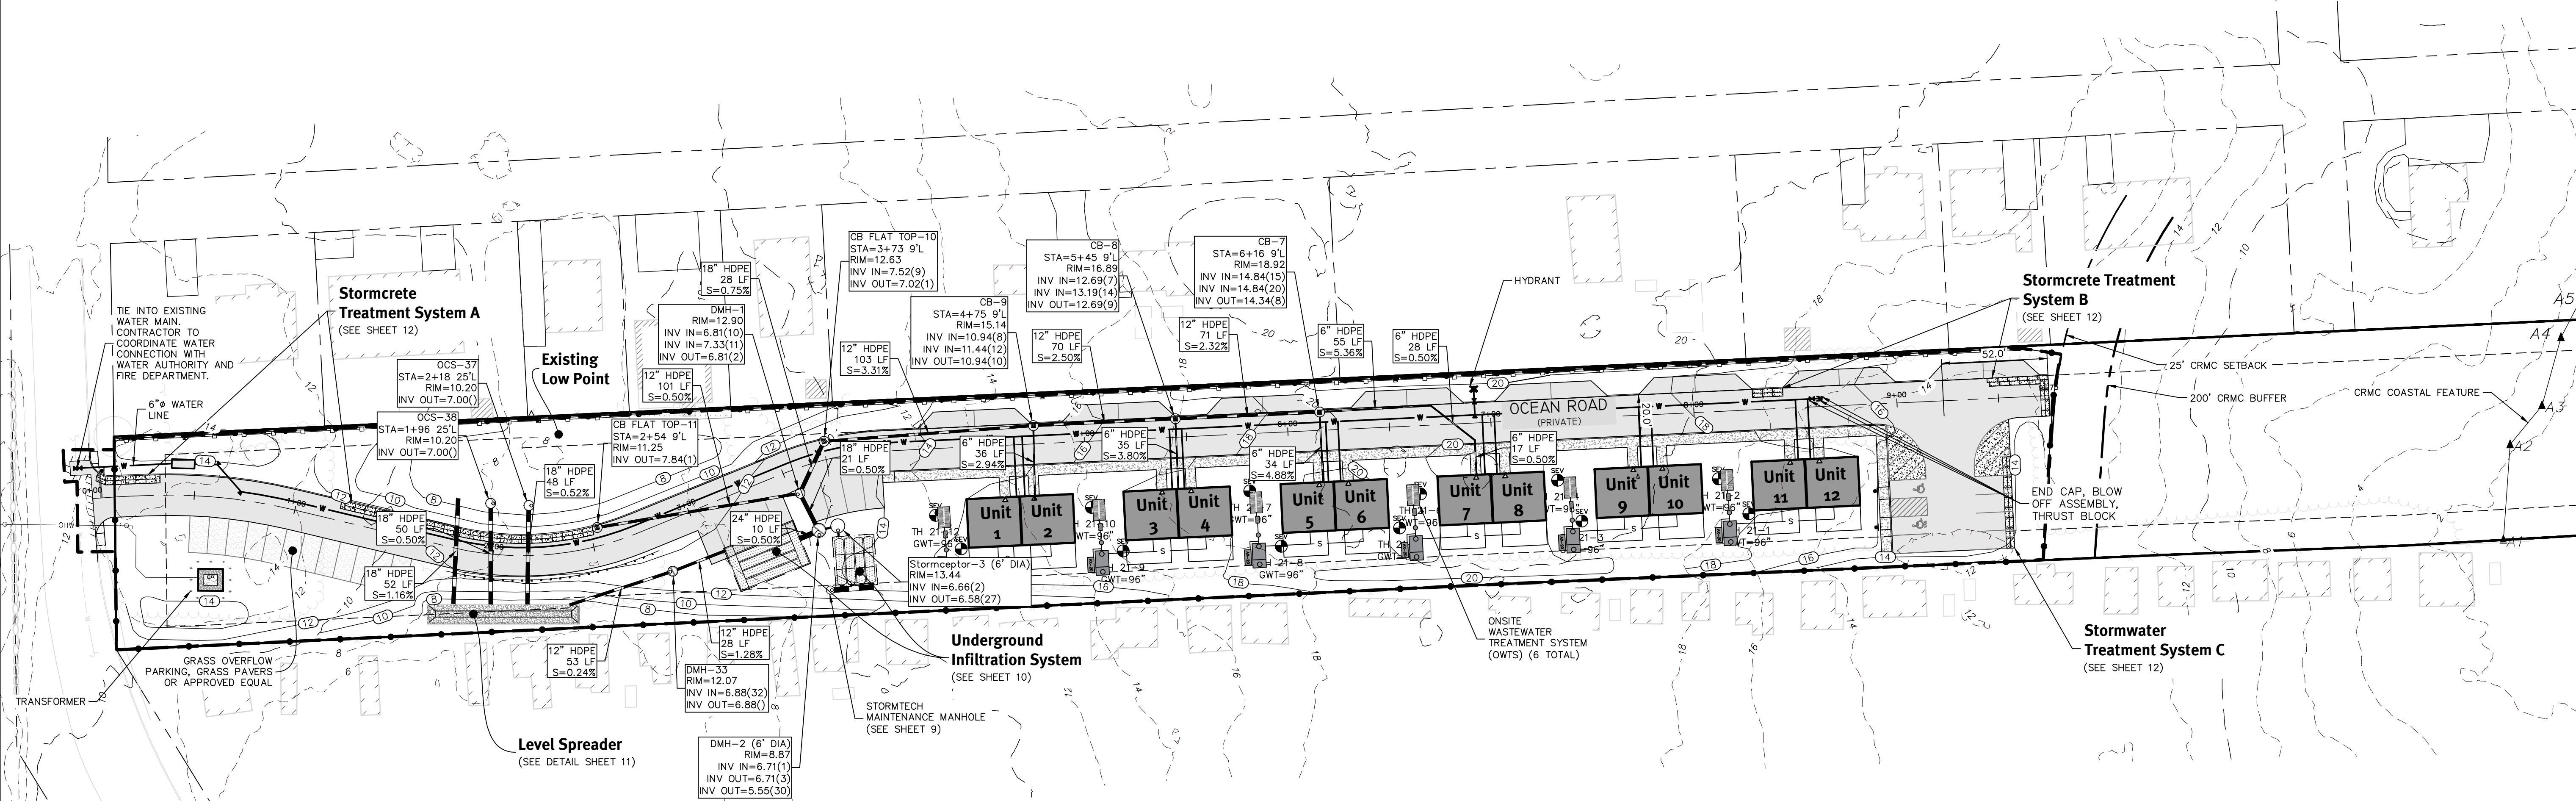 TIE INTO EXISTING
WATER MAIN.
CONTRACTOR TO
COORDINATE WATER
CONNECTION WITH
WATER AUTHORITY AND
FIRE DEPARTMENT.
6"ø WATER
LINE
Stormcrete
Treatment System A
(SEE SHEET 12)
OCS-37
STA=2+18 25'L
RIM=10.20
INV OUT=7.00()
OCS-38
STA=1+96 25'L
RIM=10.20
INV OUT=7.00()
Existing
Low Point
18" HDPE
48 LF
S=0.52%
CB FLAT TOP-11
STA=2+54 9'L
RIM=11.25
INV OUT=7.84(1)
12" HDPE
101 LF
S=0.50%
DMH-1
RIM=12.90
INV IN=6.81(10)
INV IN=7.33(11)
INV OUT=6.81(2)
18" HDPE
28 LF
S=0.75%
CB FLAT TOP-10
STA=3+73 9'L
RIM=12.63
INV IN=7.52(9)
INV OUT=7.02(1)
12" HDPE
103 LF
S=3.31%
CB-9
STA=4+75 9'L
RIM=15.14
INV IN=10.94(8)
INV IN=11.44(12)
INV OUT=10.94(10)
12" HDPE
70 LF
S=2.50%
CB-8
STA=5+45 9'L
RIM=16.89
INV IN=12.69(7)
INV IN=13.19(14)
INV OUT=12.69(9)
12" HDPE
71 LF
S=2.32%
CB-7
STA=6+16 9'L
RIM=18.92
INV IN=14.84(15)
INV IN=14.84(20)
INV OUT=14.34(8)
6" HDPE
55 LF
S=5.36%
6" HDPE
28 LF
S=0.50%
HYDRANT
OCEAN ROAD
(PRIVATE)
20.0'
52.0'
Stormcrete Treatment
System B
(SEE SHEET 12)
25' CRMC SETBACK
200' CRMC BUFFER
CRMC COASTAL FEATURE
A5
A4
A3
A2
A1
18" HDPE
21 LF
S=0.50%
6" HDPE
36 LF
S=2.94%
6" HDPE
35 LF
S=3.80%
6" HDPE
34 LF
S=4.88%
6" HDPE
17 LF
S=0.50%
Unit
1
Unit
2
Unit
3
Unit
4
Unit
5
Unit
6
Unit
7
Unit
8
Unit
9
Unit
10
Unit
11
Unit
12
END CAP, BLOW
OFF ASSEMBLY,
THRUST BLOCK
18" HDPE
50 LF
S=0.50%
18" HDPE
52 LF
S=1.16%
24" HDPE
10 LF
S=0.50%
Stormceptor-3 (6' DIA)
RIM=13.44
INV IN=6.66(2)
INV OUT=6.58(27)
12" HDPE
53 LF
S=0.24%
12" HDPE
28 LF
S=1.28%
DMH-33
RIM=12.07
INV IN=6.88(32)
INV OUT=6.88()
DMH-2 (6' DIA)
RIM=8.87
INV IN=6.71(1)
INV OUT=6.71(3)
INV OUT=5.55(30)
GRASS OVERFLOW
PARKING, GRASS PAVERS
OR APPROVED EQUAL
TRANSFORMER
Level Spreader
(SEE DETAIL SHEET 11)
Underground
Infiltration System
(SEE SHEET 10)
STORMTECH
MAINTENANCE MANHOLE
(SEE SHEET 9)
ONSITE
WASTEWATER
TREATMENT SYSTEM
(OWTS) (6 TOTAL)
Stormwater
Treatment System C
(SEE SHEET 12)